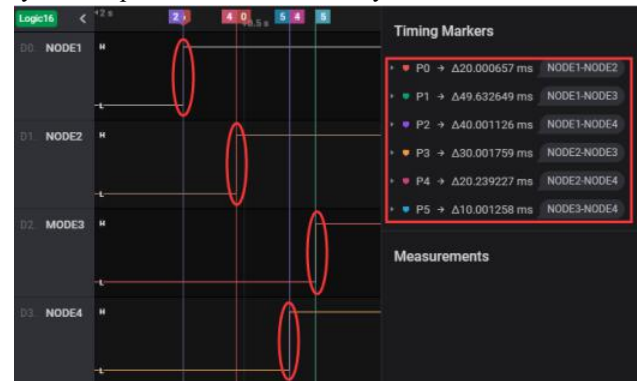 Logic16 <
+2 s
2
4 0
+0.5 s
5 4
5
D0. NODE1 H
L
D1. NODE2 H
L
D2. MODE3 H
L
D3. NODE4 H
L
Timing Markers
P0 → Δ20.000657 ms NODE1-NODE2
P1 → Δ49.632649 ms NODE1-NODE3
P2 → Δ40.001126 ms NODE1-NODE4
P3 → Δ30.001759 ms NODE2-NODE3
P4 → Δ20.239227 ms NODE2-NODE4
P5 → Δ10.001258 ms NODE3-NODE4
Measurements